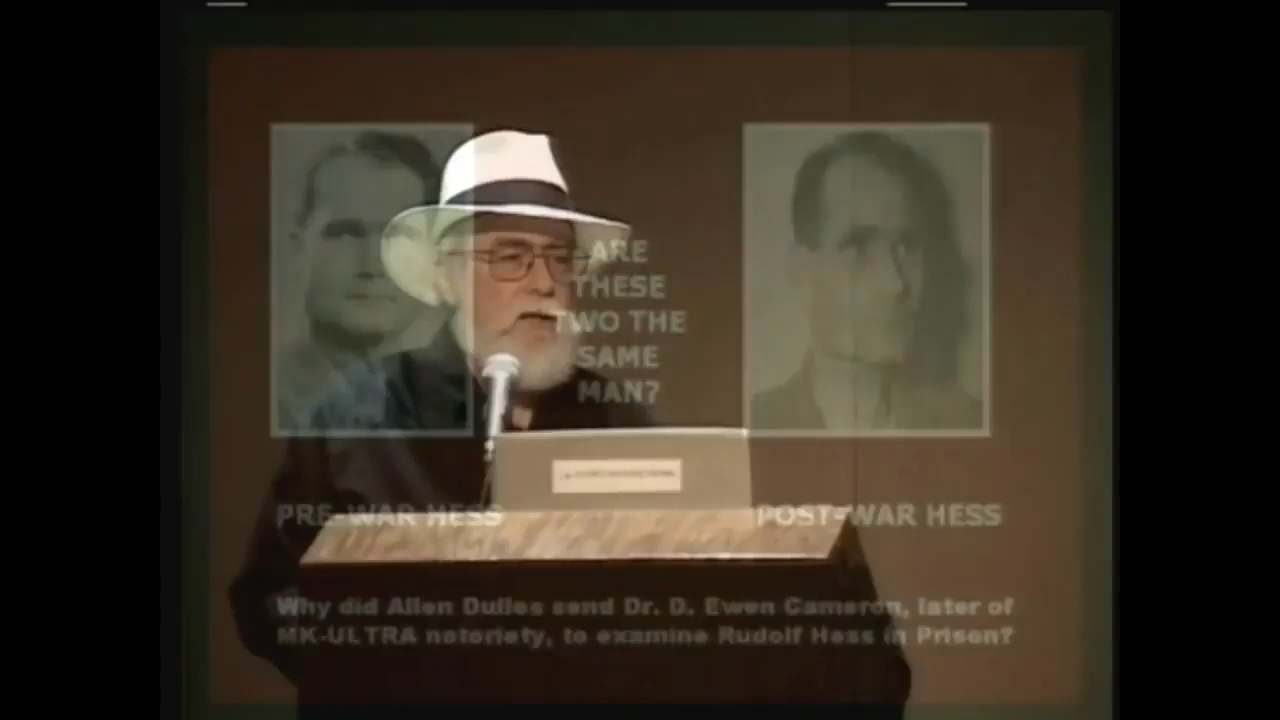 ARE
THESE
TWO THE
SAME
MAN?
PRE-WAR HESS
POST-WAR HESS
Why did Allen Dulles send Dr. D. Ewen Cameron, later of
MK-ULTRA notoriety, to examine Rudolf Hess in Prison?